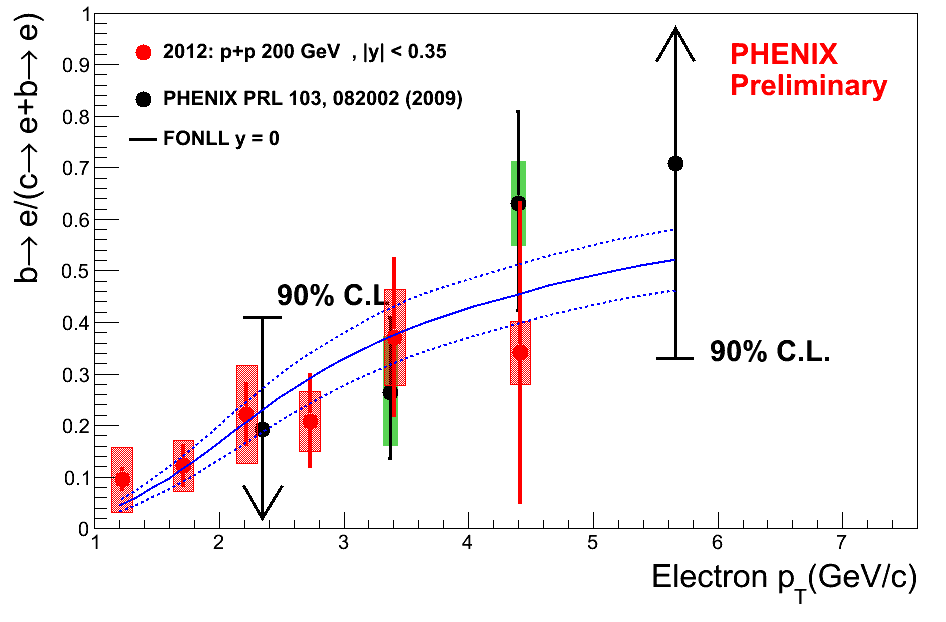 b→ e/(c→ e+b→ e)
1
0.9
0.8
0.7
0.6
0.5
0.4
0.3
0.2
0.1
0
2012: p+p 200 GeV , |y| < 0.35
PHENIX PRL 103, 082002 (2009)
FONLL y = 0
PHENIX
Preliminary
90% C.L.
90% C.L.
1 2 3 4 5 6 7
Electron pT(GeV/c)